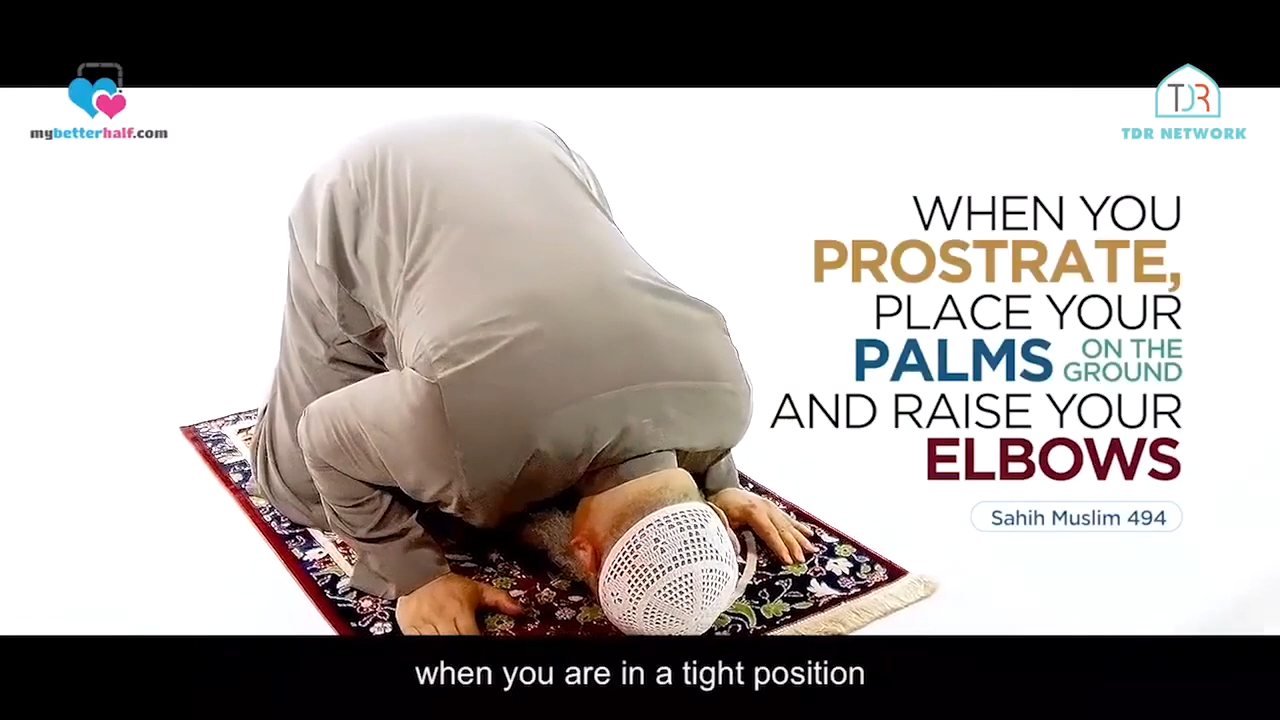 mybetterhalf.com
TDR
TDR NETWORK
WHEN YOU
PROSTRATE,
PLACE YOUR
PALMS ON THE
GROUND
AND RAISE YOUR
ELBOWS
Sahih Muslim 494
when you are in a tight position